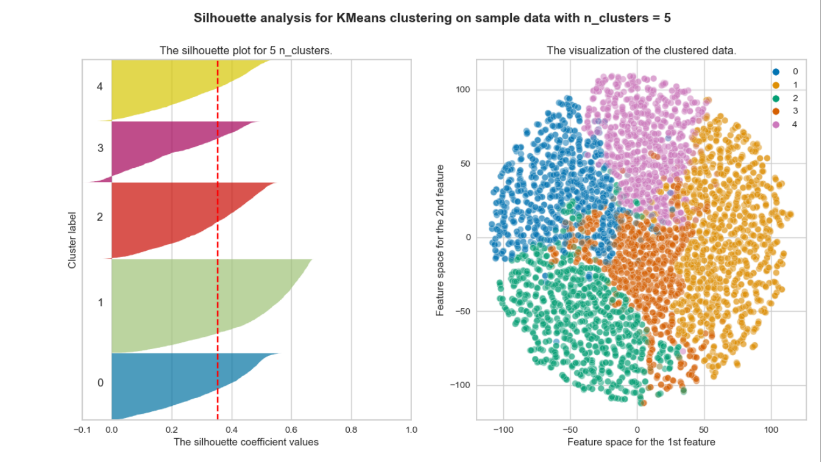 Silhouette analysis for KMeans clustering on sample data with n_clusters = 5
The silhouette plot for 5 n_clusters.
Cluster label
4
3
2
1
0
−0.1 0.0 0.2 0.4 0.6 0.8 1.0
The silhouette coefficient values
The visualization of the clustered data.
Feature space for the 2nd feature
100
50
0
−50
−100
0
1
2
3
4
−100 −50 0 50 100
Feature space for the 1st feature